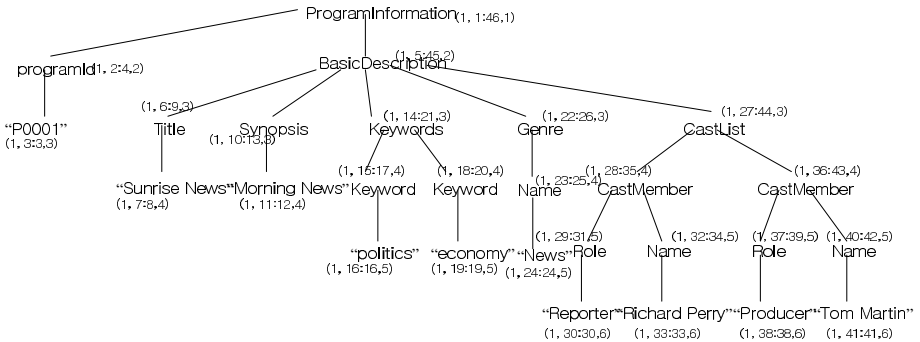 ProgramInformation (1, 1:46,1)
programId (1, 2:4,2)
BasicDescription (1, 5:45,2)
“P0001” (1, 3:3,3)
Title (1, 6:9,3)
Synopsis (1, 10:13,3)
Keywords (1, 14:21,3)
Genre (1, 22:26,3)
CastList (1, 27:44,3)
“Sunrise News” (1, 7:8,4)
“Morning News” (1, 11:12,4)
Keyword (1, 15:17,4)
Keyword (1, 18:20,4)
Name (1, 23:25,4)
CastMember (1, 28:35,4)
CastMember (1, 36:43,4)
“politics” (1, 16:16,5)
“economy” (1, 19:19,5)
“News” (1, 24:24,5)
Role (1, 29:31,5)
Name (1, 32:34,5)
Role (1, 37:39,5)
Name (1, 40:42,5)
“Reporter” (1, 30:30,6)
“Richard Perry” (1, 33:33,6)
“Producer” (1, 38:38,6)
“Tom Martin” (1, 41:41,6)